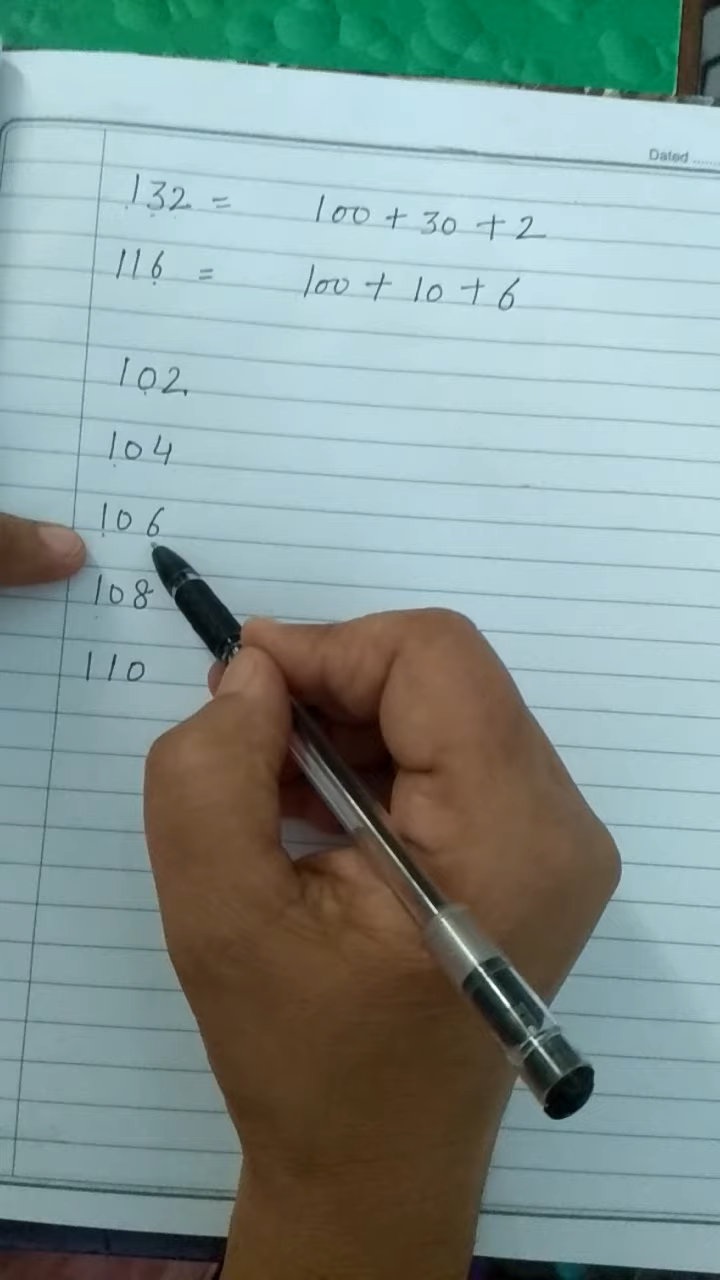 Dated ......
132 = 100 + 30 + 2
116 = 100 + 10 + 6
102
104
106
108
110